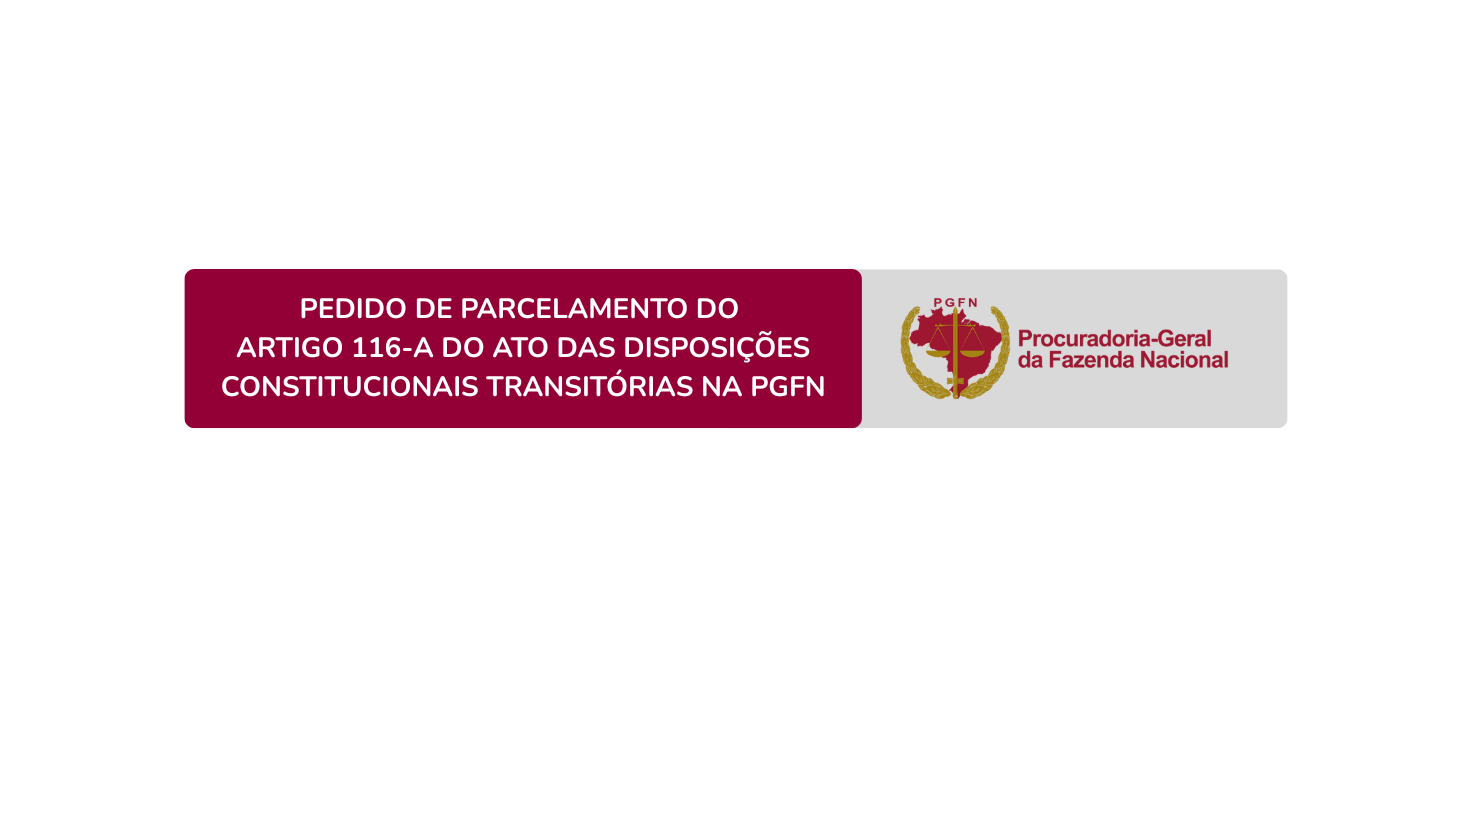 PEDIDO DE PARCELAMENTO DO
ARTIGO 116-A DO ATO DAS DISPOSIÇÕES
CONSTITUCIONAIS TRANSITÓRIAS NA PGFN
PGFN
Procuradoria-Geral
da Fazenda Nacional